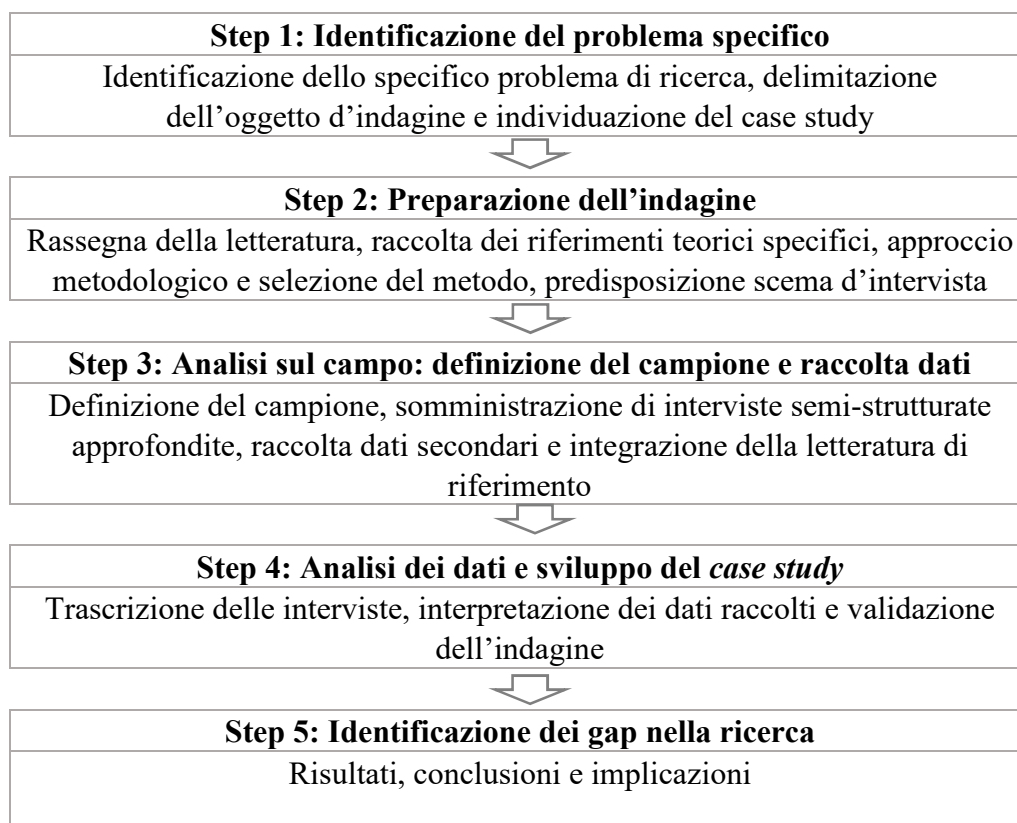 Step 1: Identificazione del problema specifico
Identificazione dello specifico problema di ricerca, delimitazione
dell’oggetto d’indagine e individuazione del case study
Step 2: Preparazione dell’indagine
Rassegna della letteratura, raccolta dei riferimenti teorici specifici, approccio
metodologico e selezione del metodo, predisposizione scema d’intervista
Step 3: Analisi sul campo: definizione del campione e raccolta dati
Definizione del campione, somministrazione di interviste semi-strutturate
approfondite, raccolta dati secondari e integrazione della letteratura di
riferimento
Step 4: Analisi dei dati e sviluppo del case study
Trascrizione delle interviste, interpretazione dei dati raccolti e validazione
dell’indagine
Step 5: Identificazione dei gap nella ricerca
Risultati, conclusioni e implicazioni